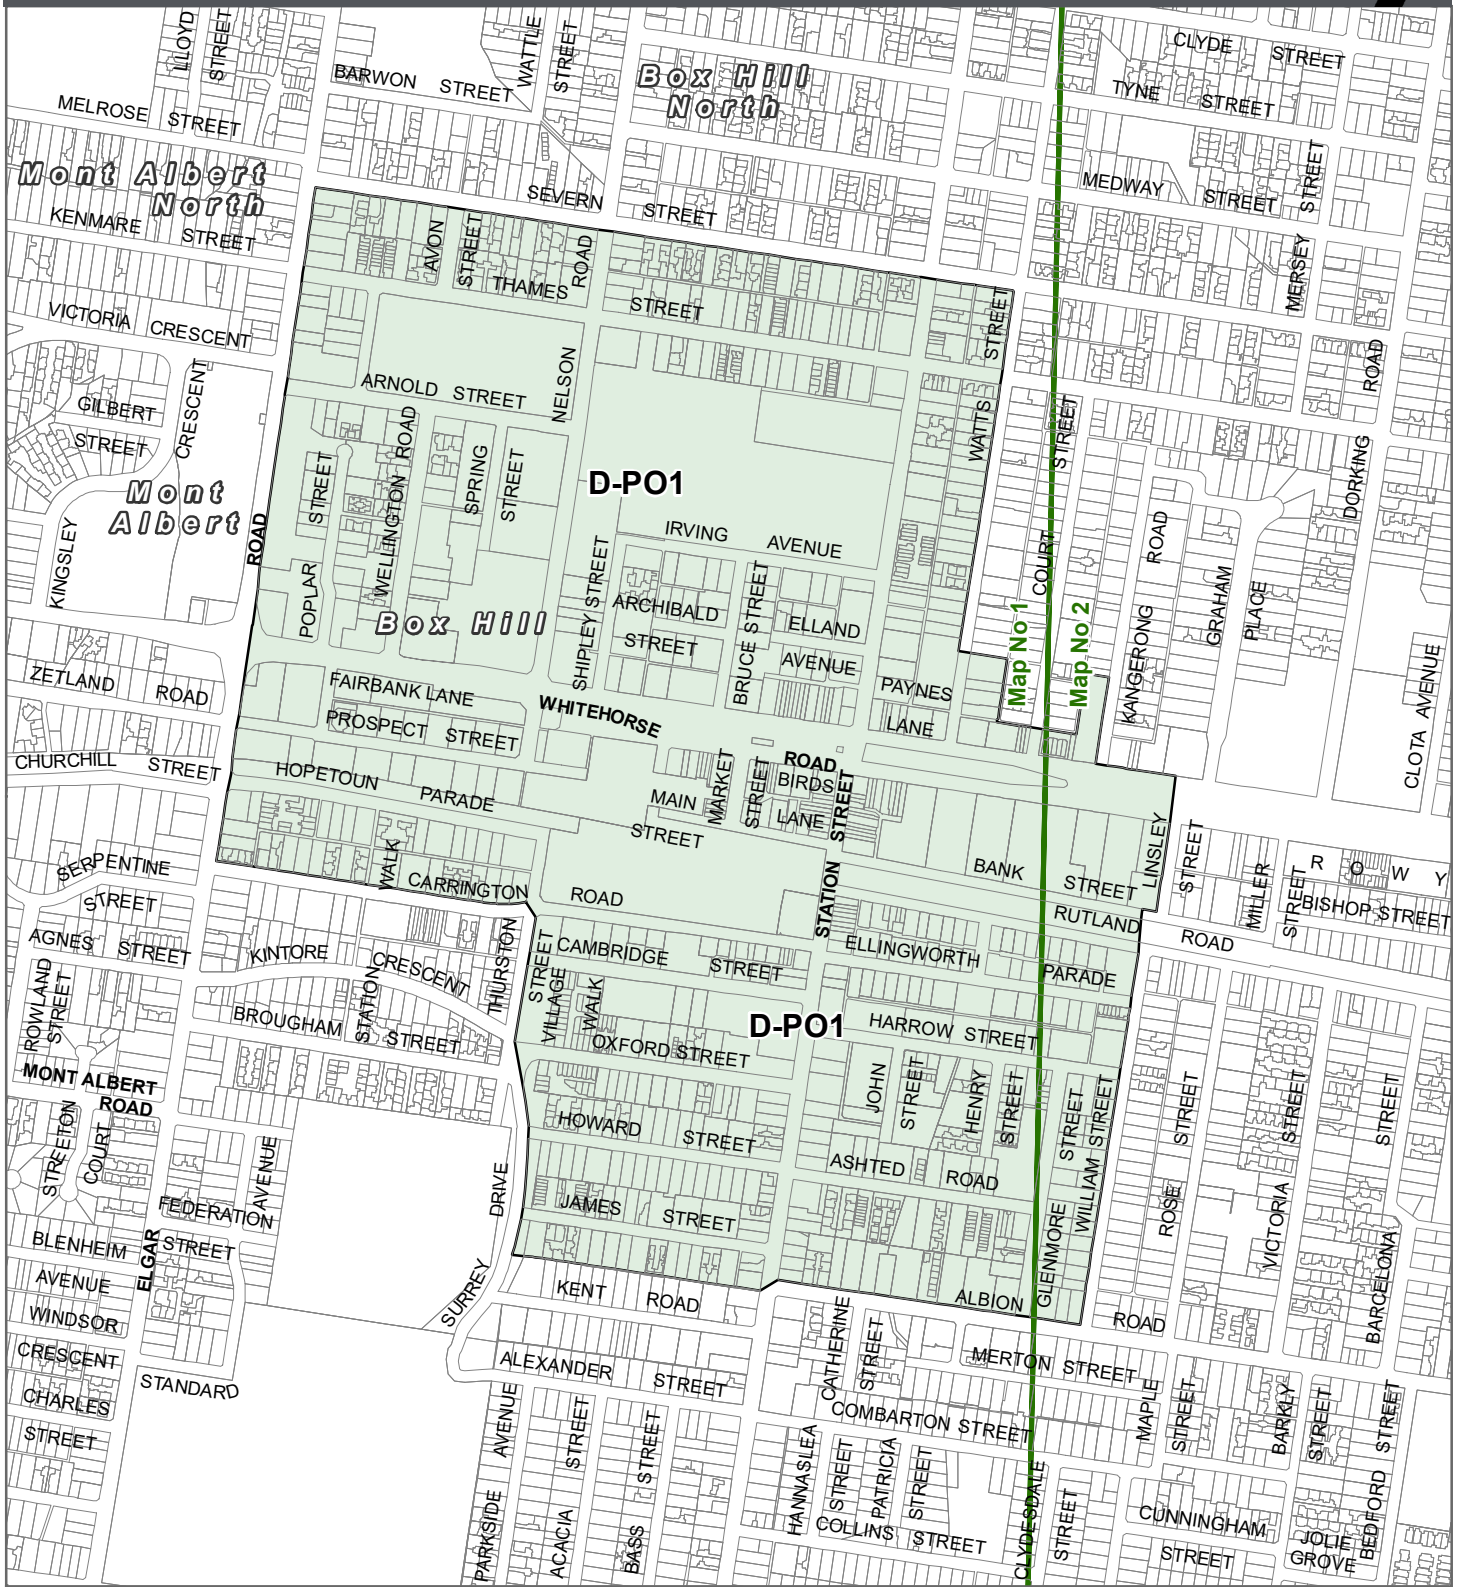 LLOYD
STREET
WATTLE
STREET
CLYDE STREET
BARWON STREET
Box Hill
North
TYNE STREET
MELROSE STREET
Mont Albert
North
SEVERN STREET
MEDWAY STREET
STREET
MERSEY
KENMARE STREET
AVON
STREET
ROAD
THAMES STREET
STREET
VICTORIA CRESCENT
CRESCENT
ARNOLD STREET
NELSON
ROAD
GILBERT
STREET
WATTS
STREET
ROAD
WELLINGTON
SPRING
STREET
STREET
POPLAR
D-PO1
Mont
Albert
ROAD
KINGSLEY
DORKING
IRVING AVENUE
COURT
ROAD
KANGERONG
GRAHAM
PLACE
SHIPLEY STREET
ARCHIBALD
STREET
BRUCE STREET
ELLAND
AVENUE
Box Hill
Map No 1
Map No 2
CLOTA AVENUE
ZETLAND ROAD
FAIRBANK LANE
PROSPECT STREET
WHITEHORSE
ROAD
PAYNES
LANE
CHURCHILL STREET
HOPETOUN PARADE
MAIN
STREET
MARKET
STREET
BIRDS
LANE
STREET
STATION
BANK STREET
LINSLEY
STREET
MILLER
STREET
ROWY
BISHOP STREET
SERPENTINE
STREET
WALK
CARRINGTON ROAD
RUTLAND ROAD
AGNES STREET
KINTORE
CRESCENT
THURSTON
STREET
CAMBRIDGE STREET
ELLINGWORTH
PARADE
ROWLAND
STREET
BROUGHAM STREET
STATION
VILLAGE
WALK
OXFORD STREET
D-PO1
HARROW STREET
MONT ALBERT
ROAD
JOHN
STREET
HENRY
STREET
STREET
WILLIAM STREET
STREET
ROSE
STREET
VICTORIA
STREET
BARCELONA
STRETTON
COURT
AVENUE
FEDERATION
STREET
HOWARD STREET
ASHTED ROAD
DRIVE
SURREY
JAMES STREET
BLENHEIM
AVENUE
ELGAR
GLENMORE
WINDSOR
CRESCENT
KENT ROAD
ALBION ROAD
CATHERINE
STREET
MERTON STREET
CHARLES
STREET
STANDARD
ALEXANDER STREET
COMBARTON STREET
MAPLE
STREET
BARKLY
STREET
STREET
BEDFORD
AVENUE
PARKSIDE
STREET
ACACIA
STREET
BASS
HANNASLEA
STREET
PATRICIA
STREET
COLLINS STREET
CLYDESDALE
STREET
CUNNINGHAM
STREET
JOLIE
GROVE